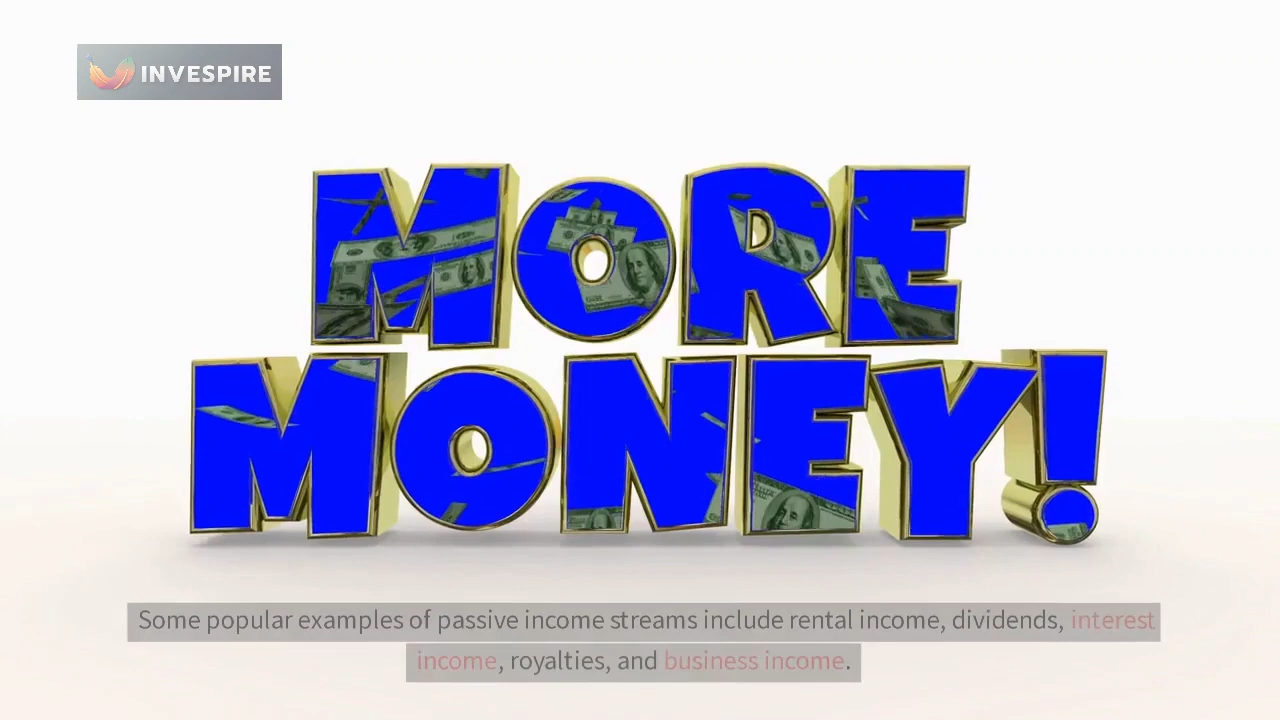 INVESPIRE
MORE
MONEY!
Some popular examples of passive income streams include rental income, dividends, interest
income, royalties, and business income.